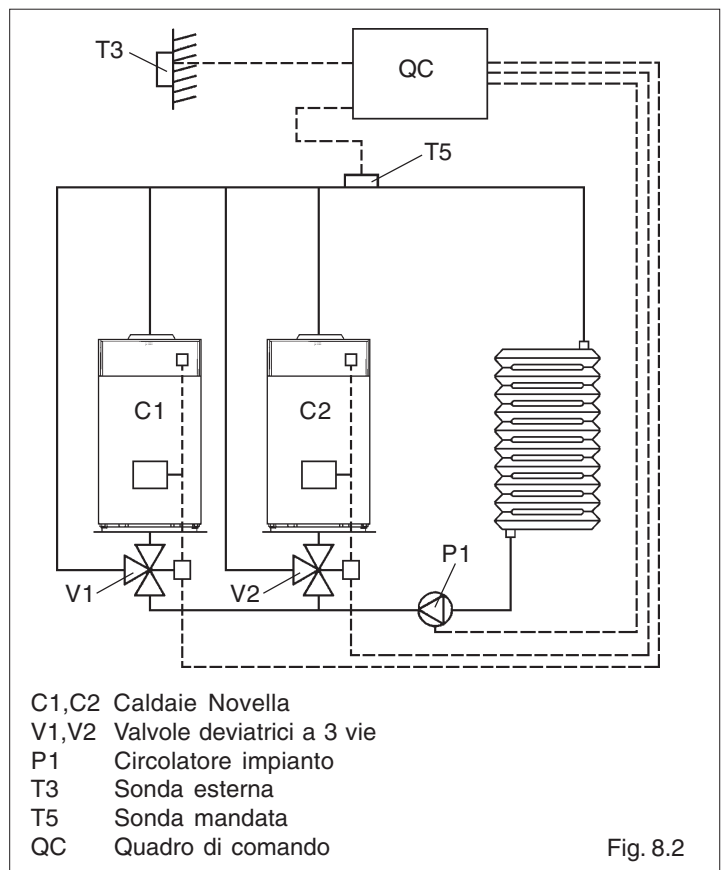 T3
QC
T5
C1
C2
V1
V2
P1
C1,C2 Caldaie Novella
V1,V2 Valvole deviatrici a 3 vie
P1 Circolatore impianto
T3 Sonda esterna
T5 Sonda mandata
QC Quadro di comando
Fig. 8.2